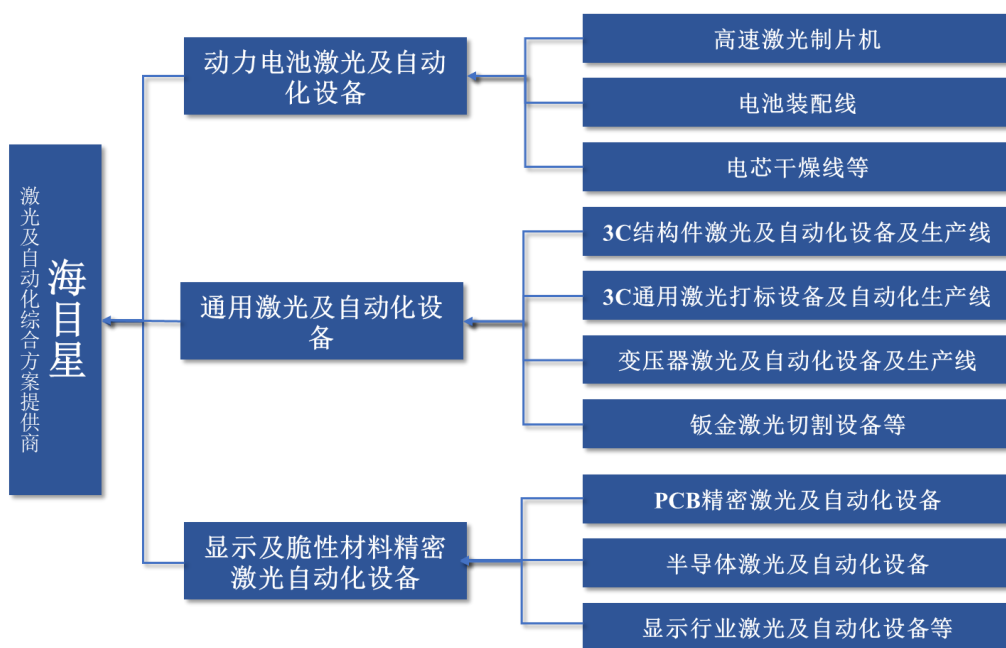 海目星
激光及自动化综合方案提供商
动力电池激光及自动
化设备
高速激光制片机
电池装配线
电芯干燥线等
通用激光及自动化设
备
3C结构件激光及自动化设备及生产线
3C通用激光打标设备及自动化生产线
变压器激光及自动化设备及生产线
钣金激光切割设备等
显示及脆性材料精密
激光自动化设备
PCB精密激光及自动化设备
半导体激光及自动化设备
显示行业激光及自动化设备等